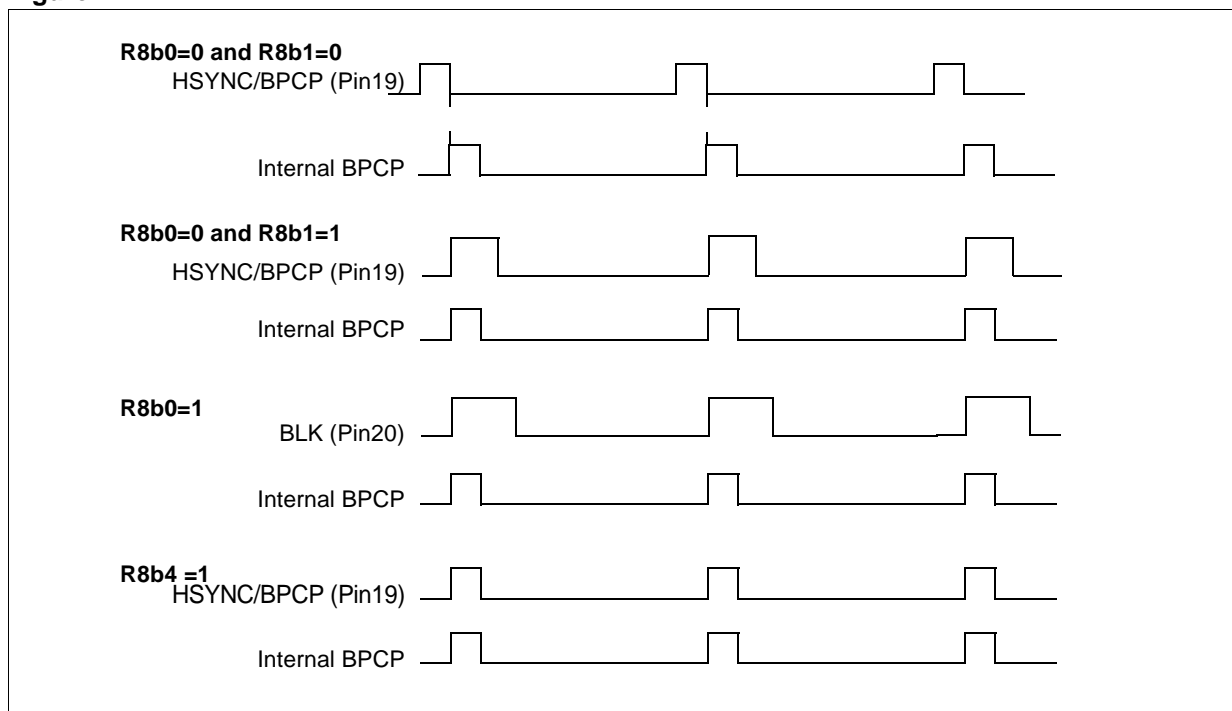 R8b0=0 and R8b1=0
HSYNC/BPCP (Pin19)
Internal BPCP
R8b0=0 and R8b1=1
HSYNC/BPCP (Pin19)
Internal BPCP
R8b0=1
BLK (Pin20)
Internal BPCP
R8b4 =1
HSYNC/BPCP (Pin19)
Internal BPCP